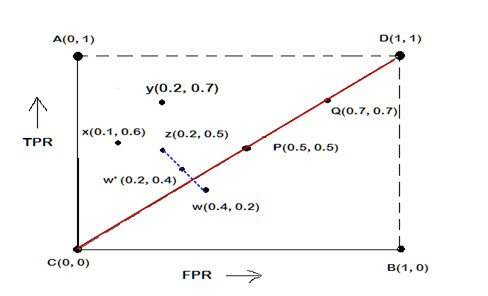 A(0, 1)
D(1, 1)
y(0.2, 0.7)
Q(0.7, 0.7)
x(0.1, 0.6)
z(0.2, 0.5)
TPR
P(0.5, 0.5)
w'(0.2, 0.4)
w(0.4, 0.2)
C(0, 0)
FPR
B(1, 0)